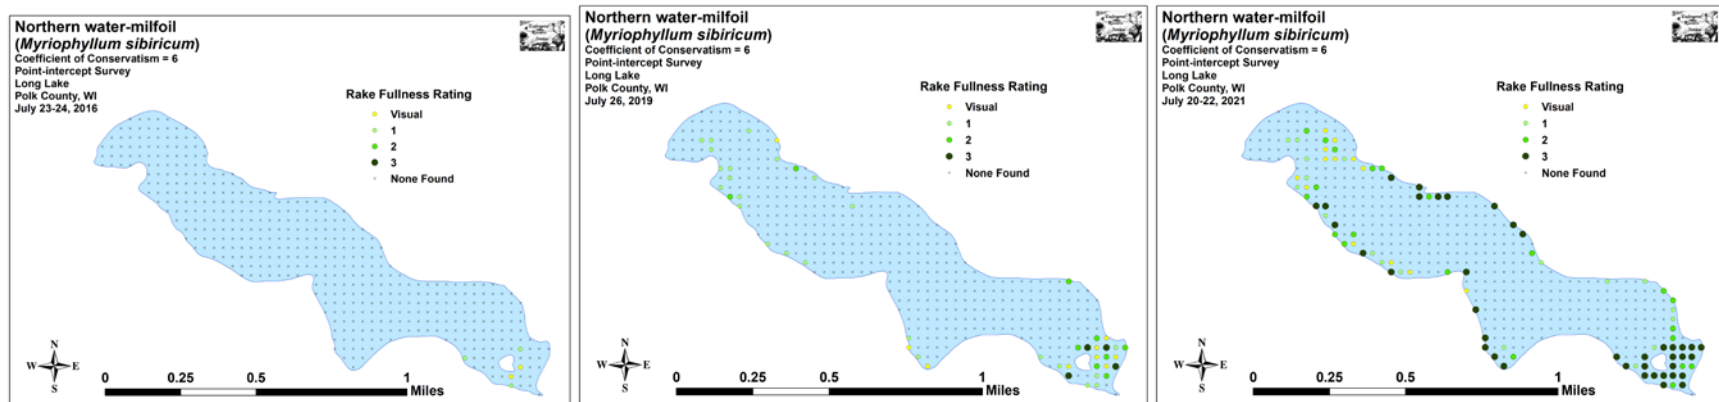 Northern water-milfoil
(Myriophyllum sibiricum)
Coefficient of Conservatism = 6
Point-intercept Survey
Long Lake
Polk County, WI
July 23-24, 2016
Rake Fullness Rating
Visual
1
2
3
None Found
N
W E
S
0 0.25 0.5 1
Miles
Northern water-milfoil
(Myriophyllum sibiricum)
Coefficient of Conservatism = 6
Point-intercept Survey
Long Lake
Polk County, WI
July 26, 2019
Rake Fullness Rating
Visual
1
2
3
None Found
N
W E
S
0 0.25 0.5 1
Miles
Northern water-milfoil
(Myriophyllum sibiricum)
Coefficient of Conservatism = 6
Point-intercept Survey
Long Lake
Polk County, WI
July 20-22, 2021
Rake Fullness Rating
Visual
1
2
3
None Found
N
W E
S
0 0.25 0.5 1
Miles